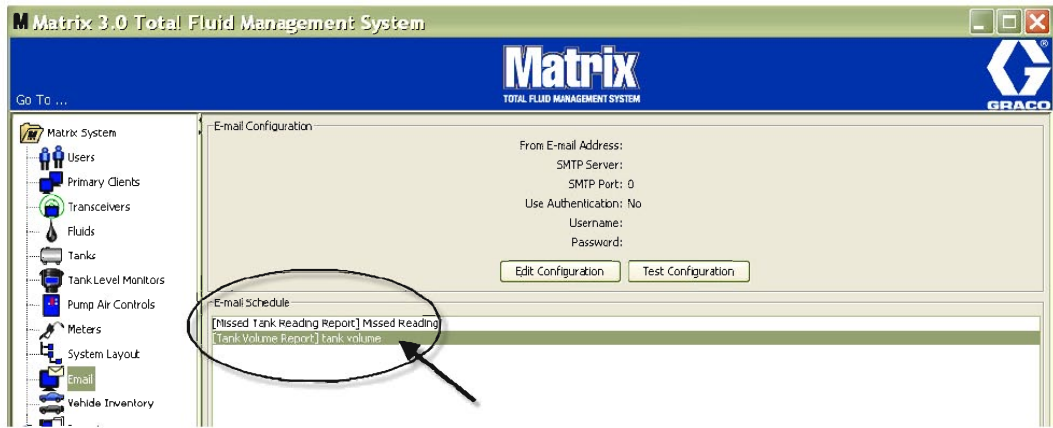 M Matrix 3.0 Total Fluid Management System
Matrix
TOTAL FLUID MANAGEMENT SYSTEM
G
®
GRACO
Go To ...
Matrix System
Users
Primary Clients
Transceivers
Fluids
Tanks
Tank Level Monitors
Pump Air Controls
Meters
System Layout
Email
Vehicle Inventory
E-mail Configuration
From E-mail Address:
SMTP Server:
SMTP Port: 0
Use Authentication: No
Username:
Password:
Edit Configuration Test Configuration
E-mail Schedule
[Missed Tank Reading Report] Missed Reading
[Tank Volume Report] tank volume